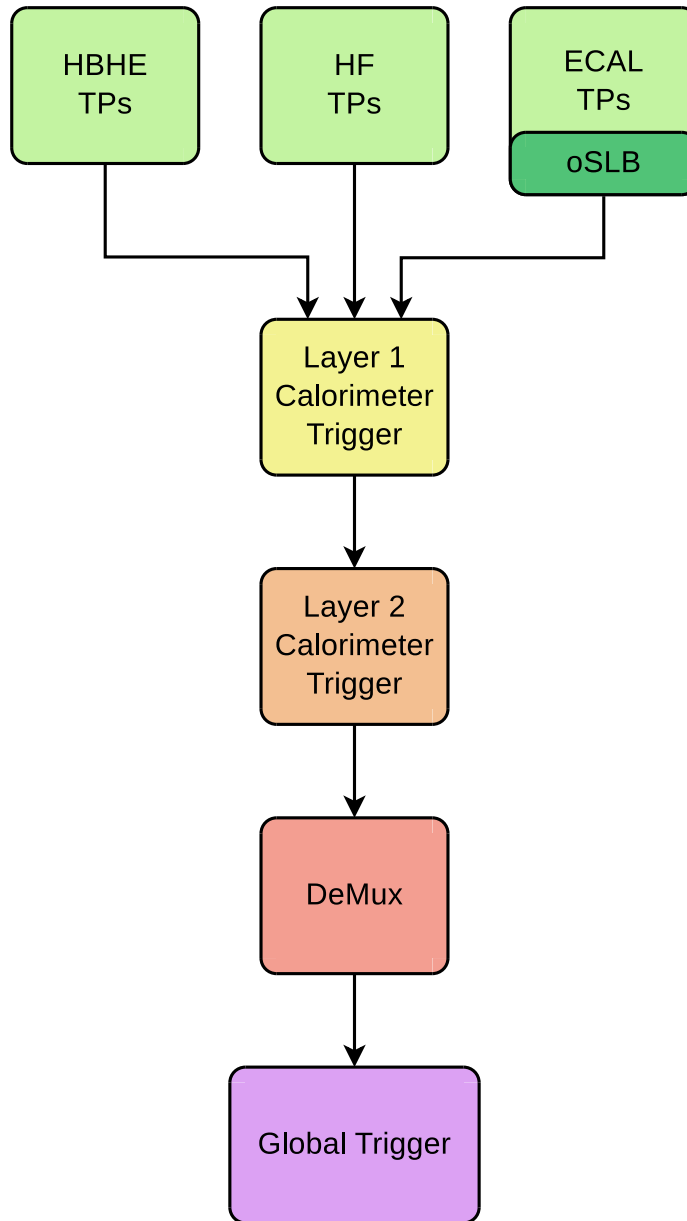 HBHE
TPs
HF
TPs
ECAL
TPs
oSLB
Layer 1
Calorimeter
Trigger
Layer 2
Calorimeter
Trigger
DeMux
Global Trigger